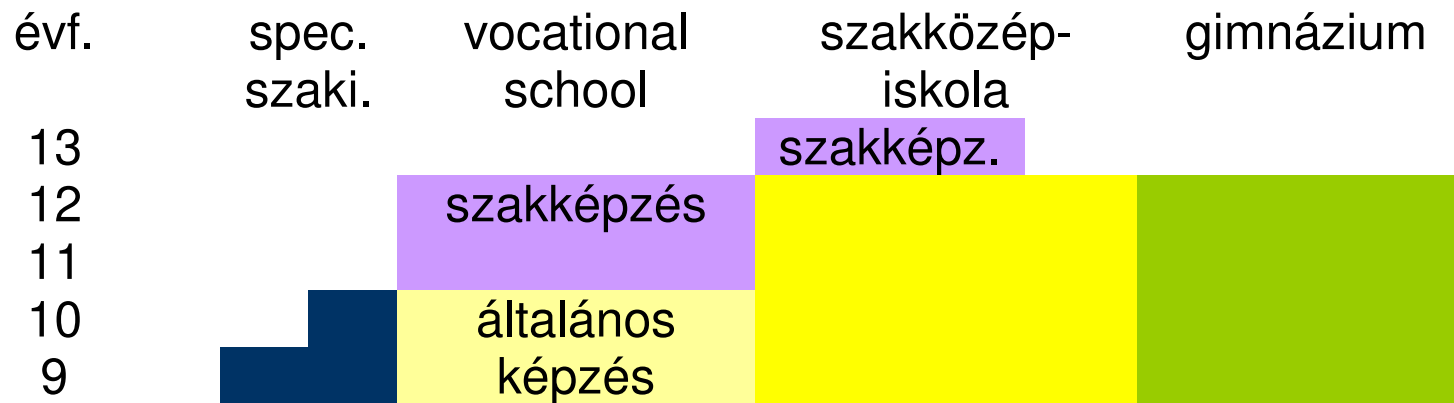 évf. spec. vocational szakközép- gimnázium
szaki. school iskola
13 szakképz.
12 szakképzés
11
10 általános
9 képzés